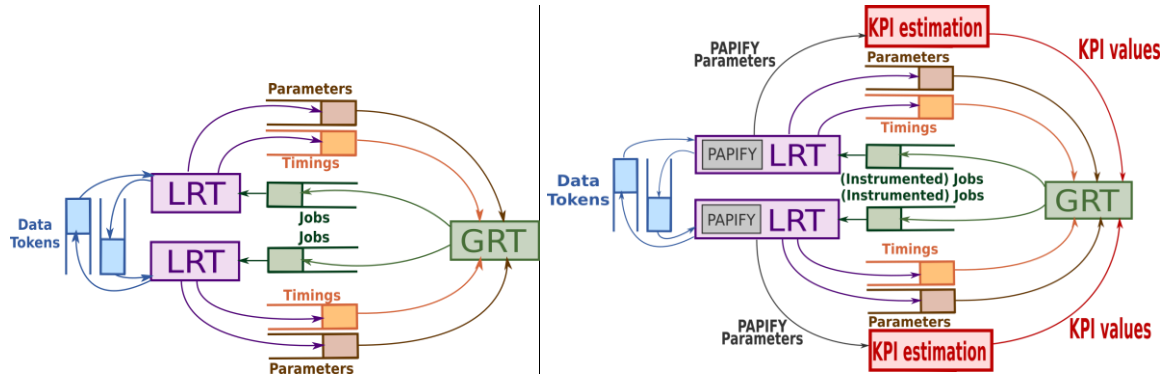 Parameters
Timings
LRT
Jobs
Data
Tokens
Jobs
LRT
GRT
Timings
Parameters
KPI estimation
PAPIFY
Parameters
KPI values
Parameters
Timings
PAPIFY LRT
(Instrumented) Jobs
Data
Tokens
(Instrumented) Jobs
PAPIFY LRT
GRT
Timings
Parameters
PAPIFY
Parameters
KPI values
KPI estimation